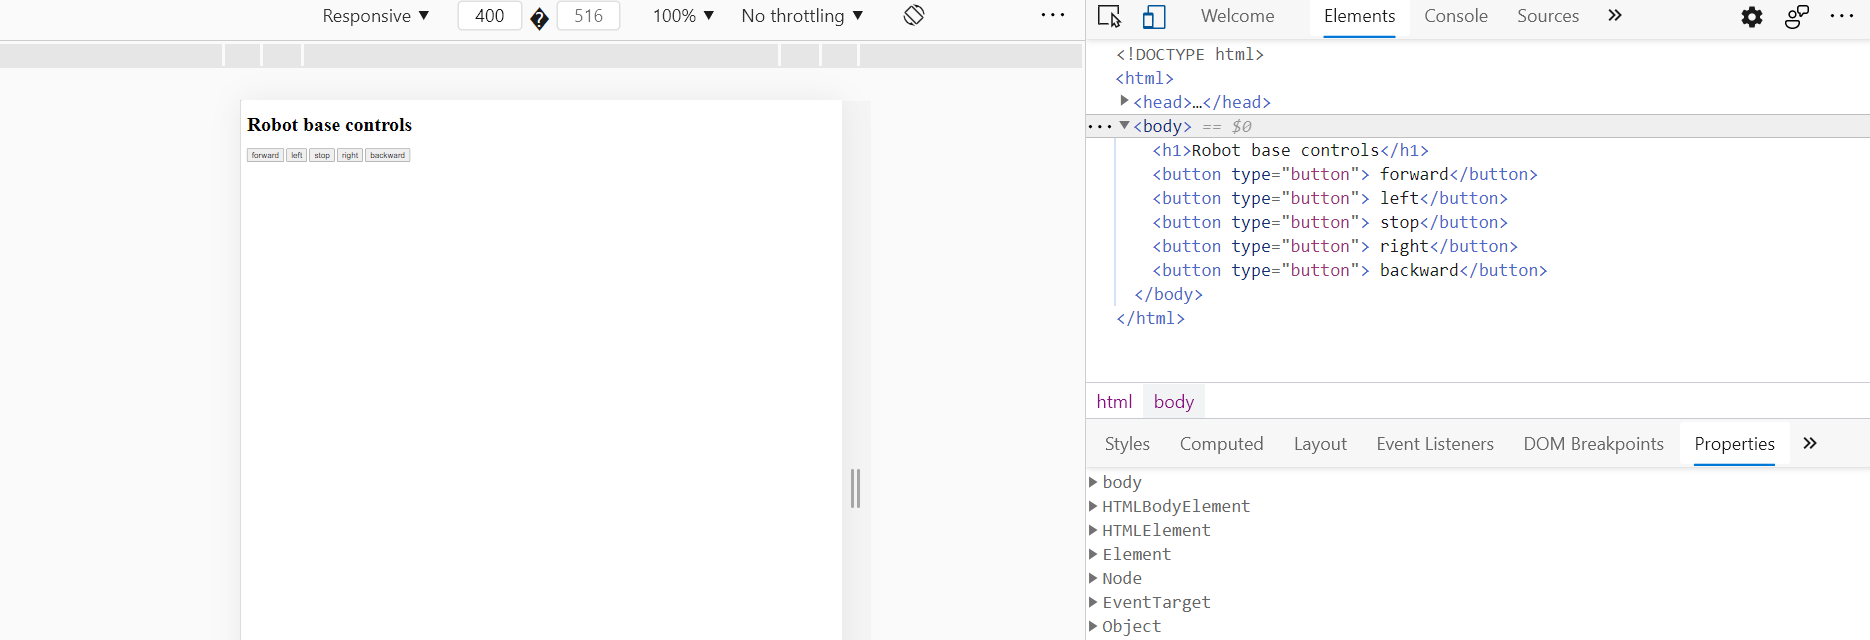 Responsive ▼ 400 � 516 100% ▼ No throttling ▼ ···
Robot base controls
forward left stop right backward
Welcome Elements Console Sources »
<!DOCTYPE html>
<html>
▶<head>…</head>
···▼<body> == $0
<h1>Robot base controls</h1>
<button type="button"> forward</button>
<button type="button"> left</button>
<button type="button"> stop</button>
<button type="button"> right</button>
<button type="button"> backward</button>
</body>
</html>
html body
Styles Computed Layout Event Listeners DOM Breakpoints Properties »
▶body
▶HTMLBodyElement
▶HTMLElement
▶Element
▶Node
▶EventTarget
▶Object